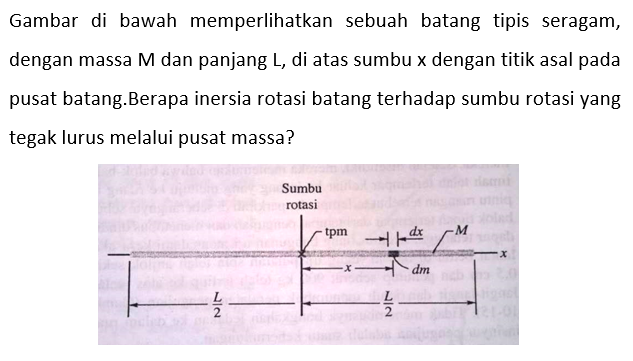 Gambar di bawah memperlihatkan sebuah batang tipis seragam,
dengan massa M dan panjang L, di atas sumbu x dengan titik asal pada
pusat batang.Berapa inersia rotasi batang terhadap sumbu rotasi yang
tegak lurus melalui pusat massa?
Sumbu
rotasi
tpm
dx
M
x
x
dm
L
2
L
2